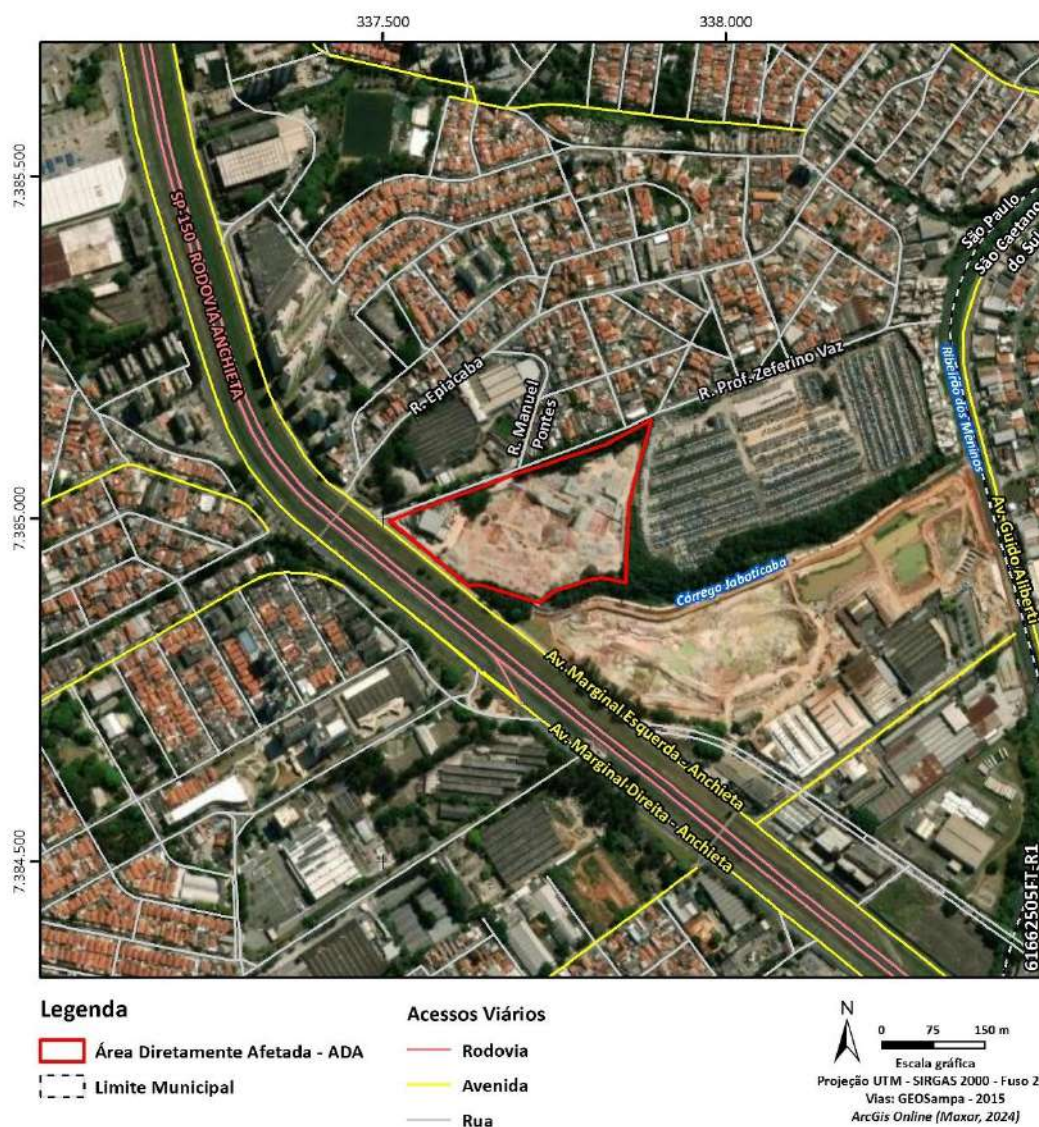 337.500
338.000
7.385.500
7.385.000
7.384.500
SP-150 - RODOVIA ANCHIETA
São Paulo
São Caetano
do Sul
R. Epiacaba
R. Manuel
Pontes
R. Prof. Zeferino Vaz
Ribeirão dos Meninos
Av. Guido Aliberti
Córrego Jaboticaba
Av. Marginal Esquerda - Anchieta
Av. Marginal Direita - Anchieta
61662505FT-R1
Legenda
Área Diretamente Afetada - ADA
Limite Municipal
Acessos Viários
Rodovia
Avenida
Rua
N
0 75 150 m
Escala gráfica
Projeção UTM - SIRGAS 2000 - Fuso 2
Vias: GEOSampa - 2015
ArcGis Online (Maxar, 2024)